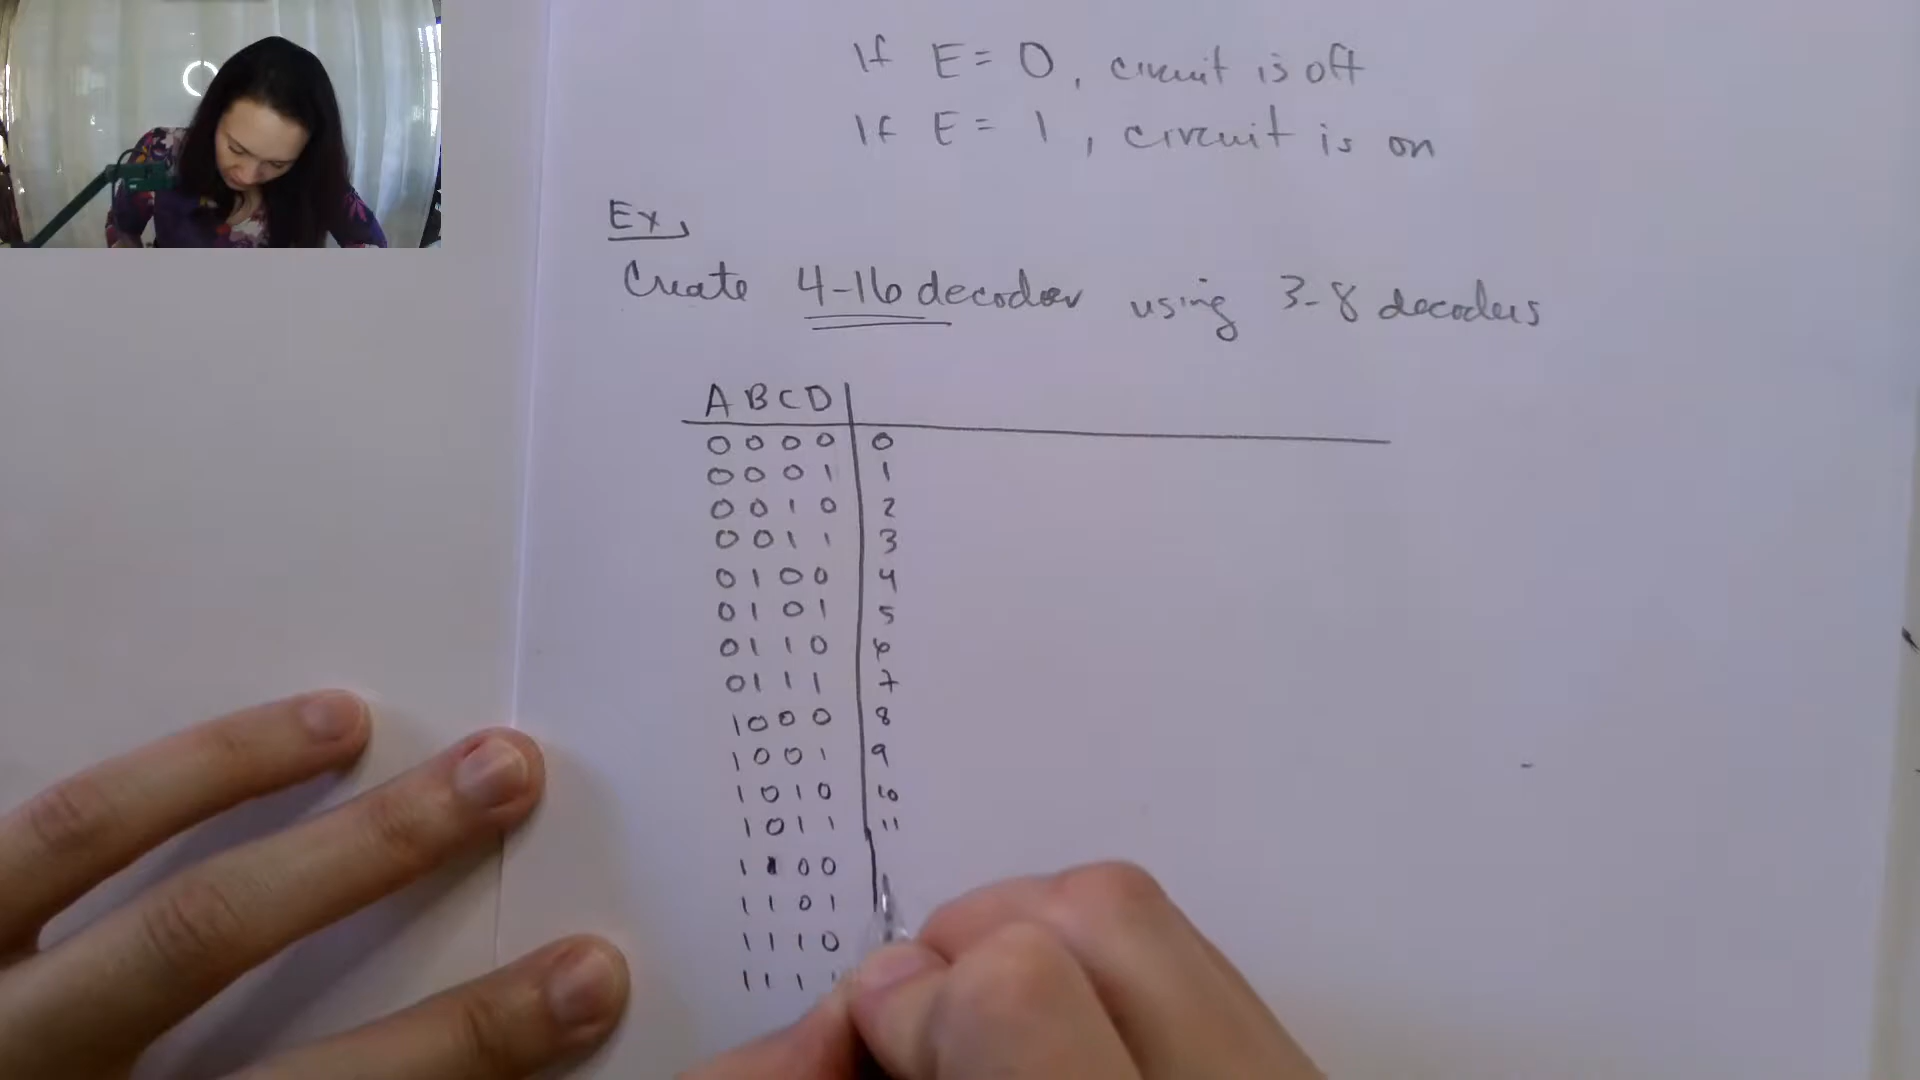 If E = 0, circuit is off
If E = 1, circuit is on
Ex,
Create 4-16 decoder using 3-8 decoders
A B C D
0 0 0 0 0
0 0 0 1 1
0 0 1 0 2
0 0 1 1 3
0 1 0 0 4
0 1 0 1 5
0 1 1 0 6
0 1 1 1 7
1 0 0 0 8
1 0 0 1 9
1 0 1 0 10
1 0 1 1 11
1 1 0 0
1 1 0 1
1 1 1 0
1 1 1